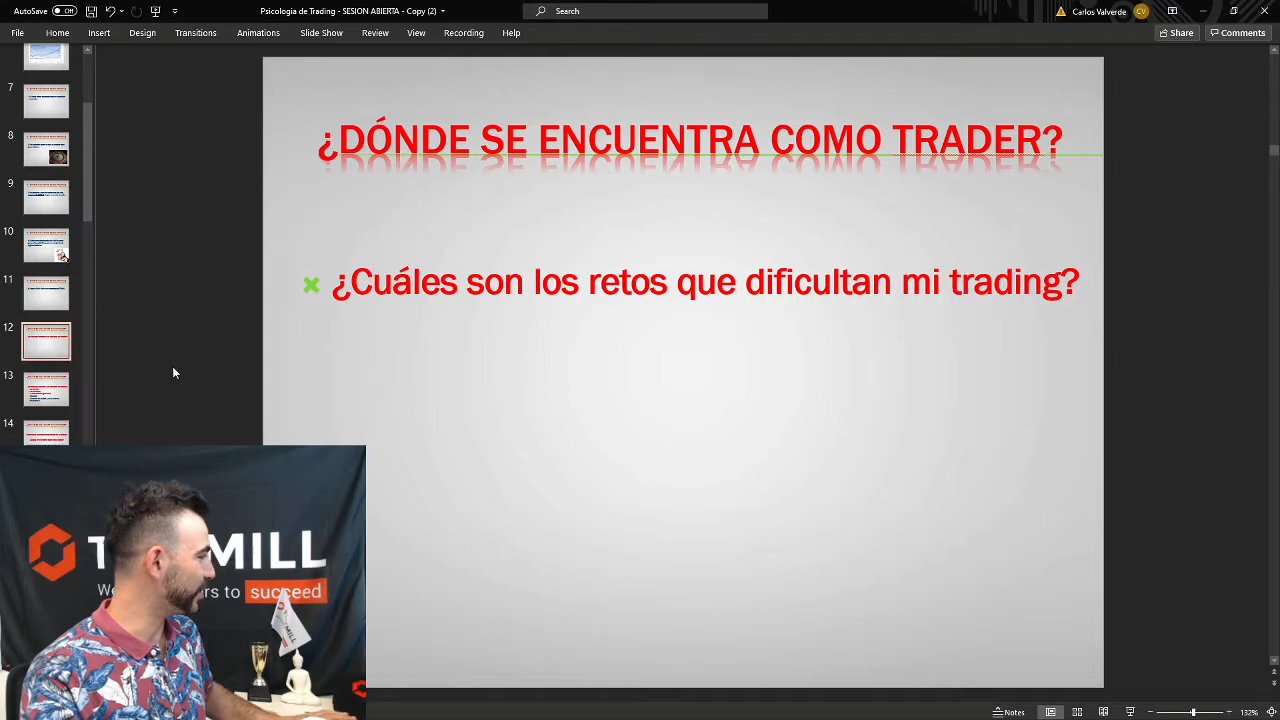 AutoSave
Off
Psicologia de Trading - SESION ABIERTA - Copy (2)
Search
Carlos Valverde
CV
File
Home
Insert
Design
Transitions
Animations
Slide Show
Review
View
Recording
Help
Share
Comments
7
8
9
10
11
12
13
14
¿DÓNDE SE ENCUENTRA COMO TRADER?
¿Cuáles son los retos que dificultan mi trading?
MILL
to succeed
Notes
132%